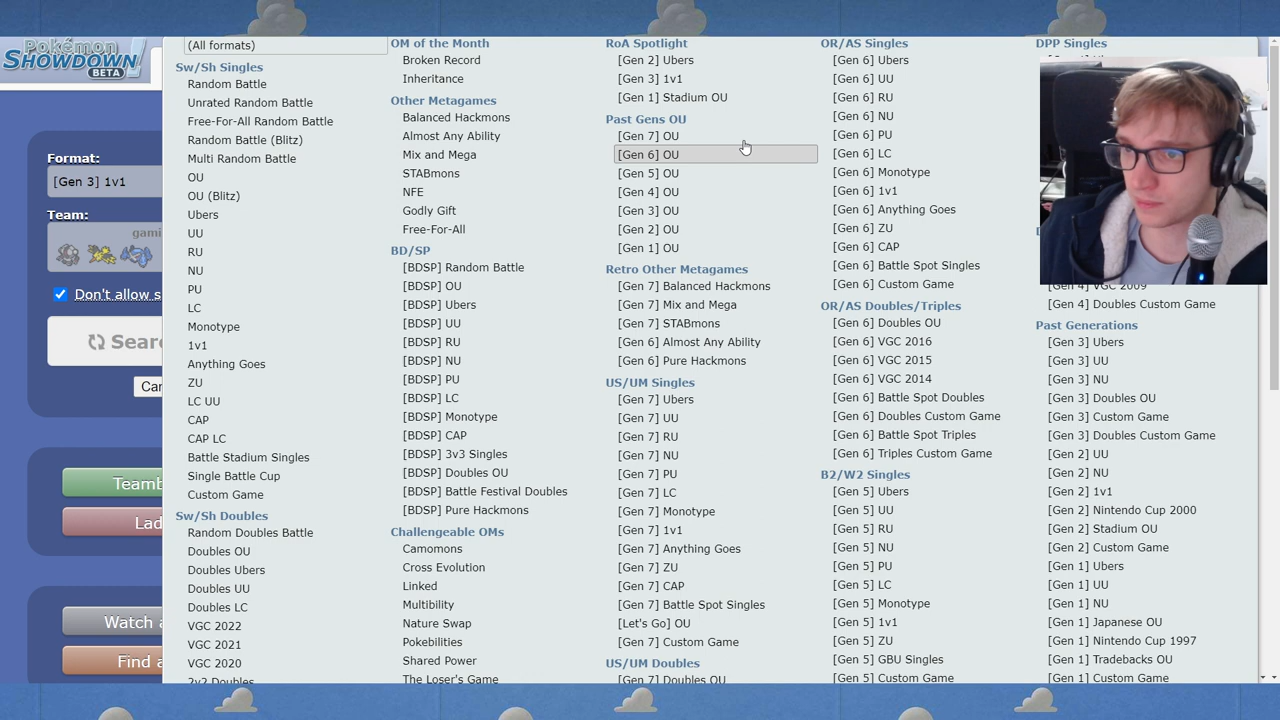 Pokémon
SHOWDOWN!
BETA
Format:
[Gen 3] 1v1
Team:
gami
Don't allow s
Searc
Car
Teamb
Lad
Watch a
Find a
(All formats)
Sw/Sh Singles
Random Battle
Unrated Random Battle
Free-For-All Random Battle
Random Battle (Blitz)
Multi Random Battle
OU
OU (Blitz)
Ubers
UU
RU
NU
PU
LC
Monotype
1v1
Anything Goes
ZU
LC UU
CAP
CAP LC
Battle Stadium Singles
Single Battle Cup
Custom Game
Sw/Sh Doubles
Random Doubles Battle
Doubles OU
Doubles Ubers
Doubles UU
Doubles LC
VGC 2022
VGC 2021
VGC 2020
2v2 Doubles
OM of the Month
Broken Record
Inheritance
Other Metagames
Balanced Hackmons
Almost Any Ability
Mix and Mega
STABmons
NFE
Godly Gift
Free-For-All
BD/SP
[BDSP] Random Battle
[BDSP] OU
[BDSP] Ubers
[BDSP] UU
[BDSP] RU
[BDSP] NU
[BDSP] PU
[BDSP] LC
[BDSP] Monotype
[BDSP] CAP
[BDSP] 3v3 Singles
[BDSP] Doubles OU
[BDSP] Battle Festival Doubles
[BDSP] Pure Hackmons
Challengeable OMs
Camomons
Cross Evolution
Linked
Multibility
Nature Swap
Pokebilities
Shared Power
The Loser's Game
RoA Spotlight
[Gen 2] Ubers
[Gen 3] 1v1
[Gen 1] Stadium OU
Past Gens OU
[Gen 7] OU
[Gen 6] OU
[Gen 5] OU
[Gen 4] OU
[Gen 3] OU
[Gen 2] OU
[Gen 1] OU
Retro Other Metagames
[Gen 7] Balanced Hackmons
[Gen 7] Mix and Mega
[Gen 7] STABmons
[Gen 6] Almost Any Ability
[Gen 6] Pure Hackmons
US/UM Singles
[Gen 7] Ubers
[Gen 7] UU
[Gen 7] RU
[Gen 7] NU
[Gen 7] PU
[Gen 7] LC
[Gen 7] Monotype
[Gen 7] 1v1
[Gen 7] Anything Goes
[Gen 7] ZU
[Gen 7] CAP
[Gen 7] Battle Spot Singles
[Let's Go] OU
[Gen 7] Custom Game
US/UM Doubles
[Gen 7] Doubles OU
OR/AS Singles
[Gen 6] Ubers
[Gen 6] UU
[Gen 6] RU
[Gen 6] NU
[Gen 6] PU
[Gen 6] LC
[Gen 6] Monotype
[Gen 6] 1v1
[Gen 6] Anything Goes
[Gen 6] ZU
[Gen 6] CAP
[Gen 6] Battle Spot Singles
[Gen 6] Custom Game
OR/AS Doubles/Triples
[Gen 6] Doubles OU
[Gen 6] VGC 2016
[Gen 6] VGC 2015
[Gen 6] VGC 2014
[Gen 6] Battle Spot Doubles
[Gen 6] Doubles Custom Game
[Gen 6] Battle Spot Triples
[Gen 6] Triples Custom Game
B2/W2 Singles
[Gen 5] Ubers
[Gen 5] UU
[Gen 5] RU
[Gen 5] NU
[Gen 5] PU
[Gen 5] LC
[Gen 5] Monotype
[Gen 5] 1v1
[Gen 5] ZU
[Gen 5] GBU Singles
[Gen 5] Custom Game
DPP Singles
[Gen 4] VGC 2009
[Gen 4] Doubles Custom Game
Past Generations
[Gen 3] Ubers
[Gen 3] UU
[Gen 3] NU
[Gen 3] Doubles OU
[Gen 3] Custom Game
[Gen 3] Doubles Custom Game
[Gen 2] UU
[Gen 2] NU
[Gen 2] 1v1
[Gen 2] Nintendo Cup 2000
[Gen 2] Stadium OU
[Gen 2] Custom Game
[Gen 1] Ubers
[Gen 1] UU
[Gen 1] NU
[Gen 1] Japanese OU
[Gen 1] Nintendo Cup 1997
[Gen 1] Tradebacks OU
[Gen 1] Custom Game